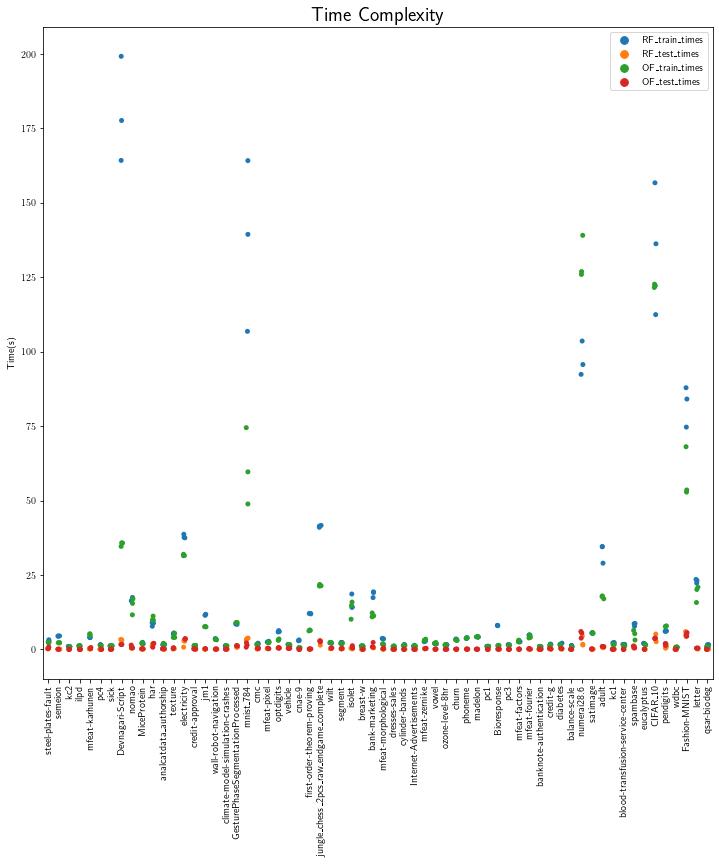 Time Complexity
RF_train_times
RF_test_times
OF_train_times
OF_test_times
Time(s)
200
175
150
125
100
75
50
25
0
steel-plates-fault
semeion
kc2
ilpd
mfeat-karhunen
pc4
sick
Devnagari-Script
nomao
MiceProtein
har
analcatdata_authorship
texture
electricity
credit-approval
jm1
wall-robot-navigation
climate-model-simulation-crashes
GesturePhaseSegmentationProcessed
mnist_784
cmc
mfeat-pixel
optdigits
vehicle
cnae-9
first-order-theorem-proving
jungle_chess_2pcs_raw_endgame_complete
wilt
segment
isolet
breast-w
bank-marketing
mfeat-morphological
dresses-sales
cylinder-bands
Internet-Advertisements
mfeat-zernike
vowel
ozone-level-8hr
churn
phoneme
madelon
pc1
Bioresponse
pc3
mfeat-factors
mfeat-fourier
banknote-authentication
credit-g
diabetes
balance-scale
numerai28.6
satimage
adult
kc1
blood-transfusion-service-center
spambase
eucalyptus
CIFAR_10
pendigits
wdbc
Fashion-MNIST
letter
qsar-biodeg